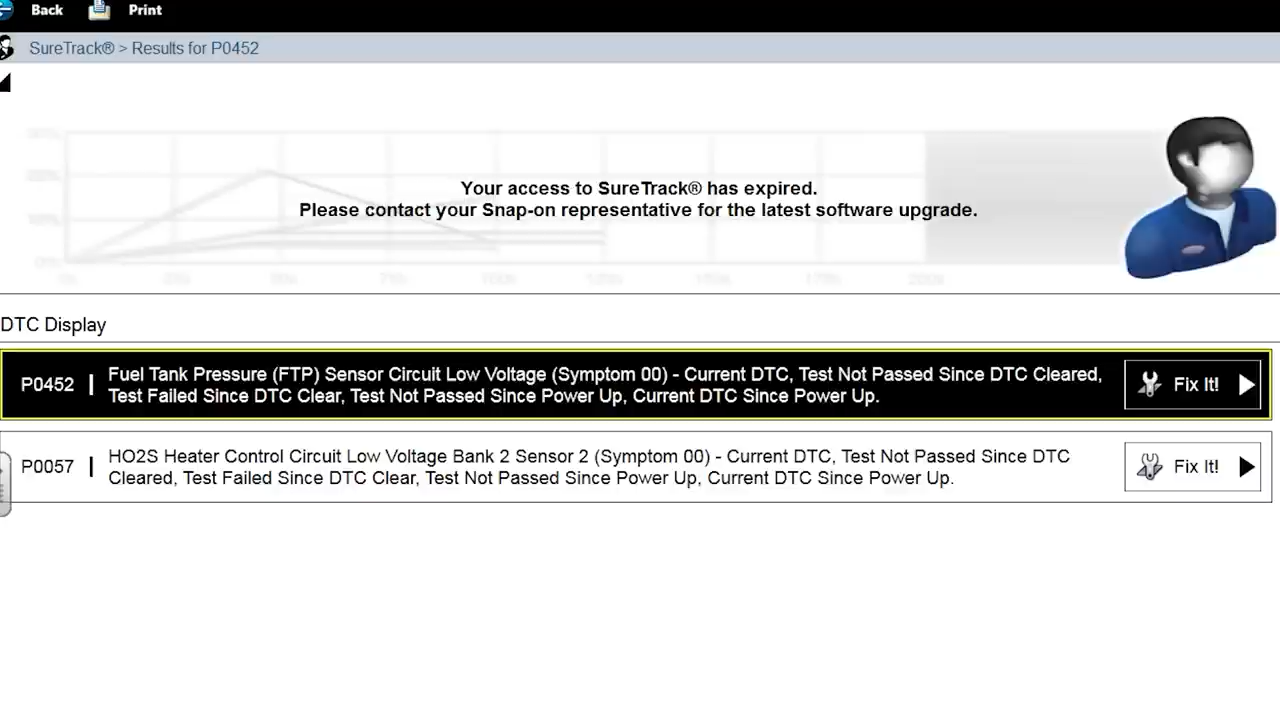 Back Print
SureTrack® > Results for P0452
Your access to SureTrack® has expired.
Please contact your Snap-on representative for the latest software upgrade.
DTC Display
P0452 | Fuel Tank Pressure (FTP) Sensor Circuit Low Voltage (Symptom 00) - Current DTC, Test Not Passed Since DTC Cleared,
Test Failed Since DTC Clear, Test Not Passed Since Power Up, Current DTC Since Power Up.
Fix It!
P0057 | HO2S Heater Control Circuit Low Voltage Bank 2 Sensor 2 (Symptom 00) - Current DTC, Test Not Passed Since DTC
Cleared, Test Failed Since DTC Clear, Test Not Passed Since Power Up, Current DTC Since Power Up.
Fix It!